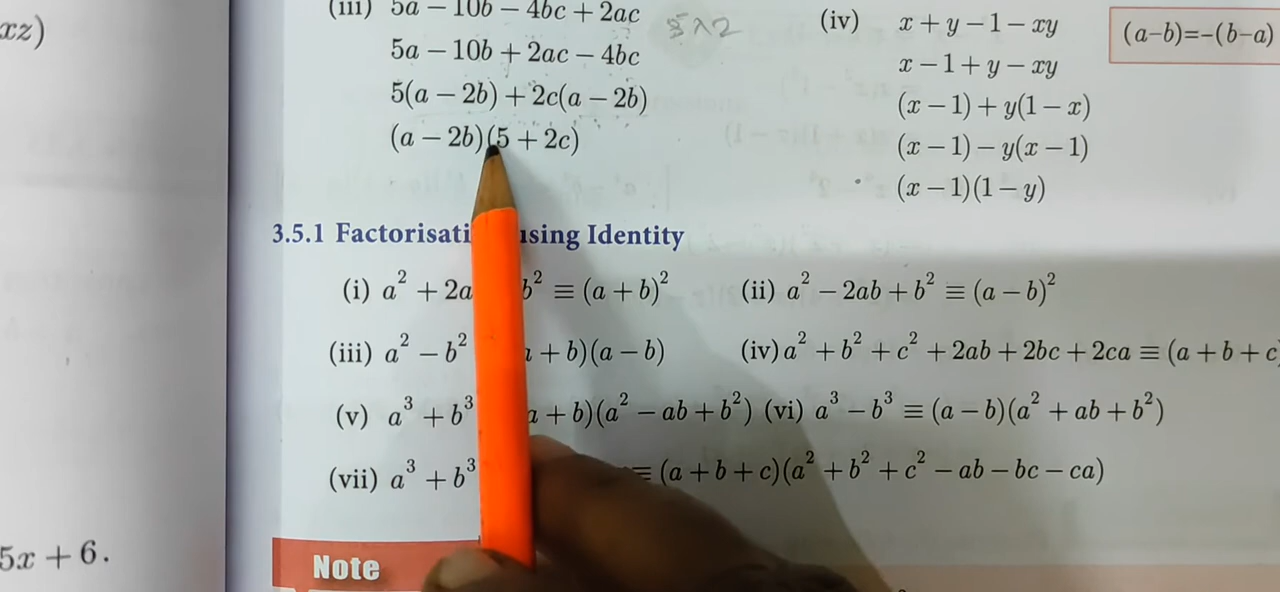 xz)
(iii) 5a − 10b − 4bc + 2ac
5a − 10b + 2ac − 4bc
5(a − 2b) + 2c(a − 2b)
(a − 2b)(5 + 2c)
(iv) x + y − 1 − xy
x − 1 + y − xy
(x − 1) + y(1 − x)
(x − 1) − y(x − 1)
(x − 1)(1 − y)
(a−b)=−(b−a)
3.5.1 Factorisati using Identity
(i) a² + 2a b² ≡ (a + b)² (ii) a² − 2ab + b² ≡ (a − b)²
(iii) a² − b² + b)(a − b) (iv) a² + b² + c² + 2ab + 2bc + 2ca ≡ (a + b + c
(v) a³ + b³ a + b)(a² − ab + b²) (vi) a³ − b³ ≡ (a − b)(a² + ab + b²)
(vii) a³ + b³ ≡ (a + b + c)(a² + b² + c² − ab − bc − ca)
5x + 6.
Note